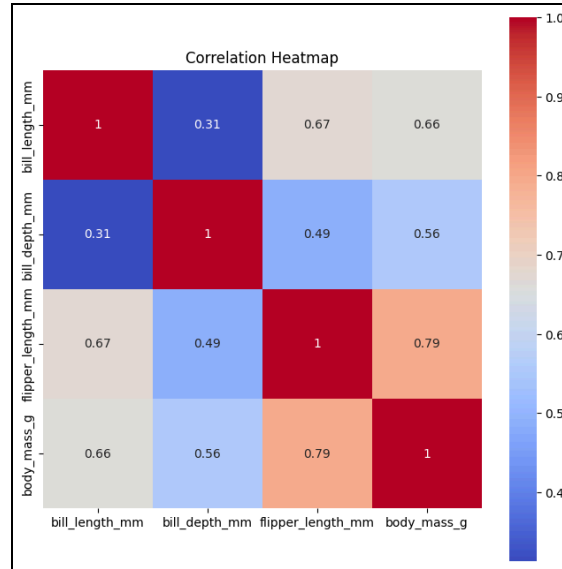 Correlation Heatmap
bill_length_mm
1
0.31
0.67
0.66
bill_depth_mm
0.31
1
0.49
0.56
flipper_length_mm
0.67
0.49
1
0.79
body_mass_g
0.66
0.56
0.79
1
bill_length_mm
bill_depth_mm
flipper_length_mm
body_mass_g
1.0
0.9
0.8
0.7
0.6
0.5
0.4